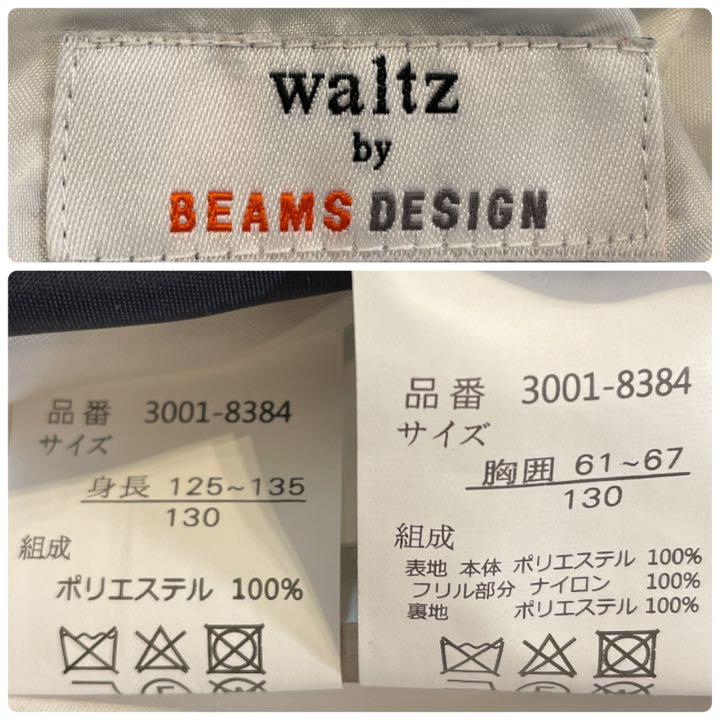 waltz
by
BEAMS DESIGN
品番 3001-8384
サイズ
身長 125~135
130
組成
ポリエステル 100%
品番 3001-8384
サイズ
胸囲 61~67
130
組成
表地 本体 ポリエステル 100%
フリル部分 ナイロン 100%
裏地 ポリエステル 100%